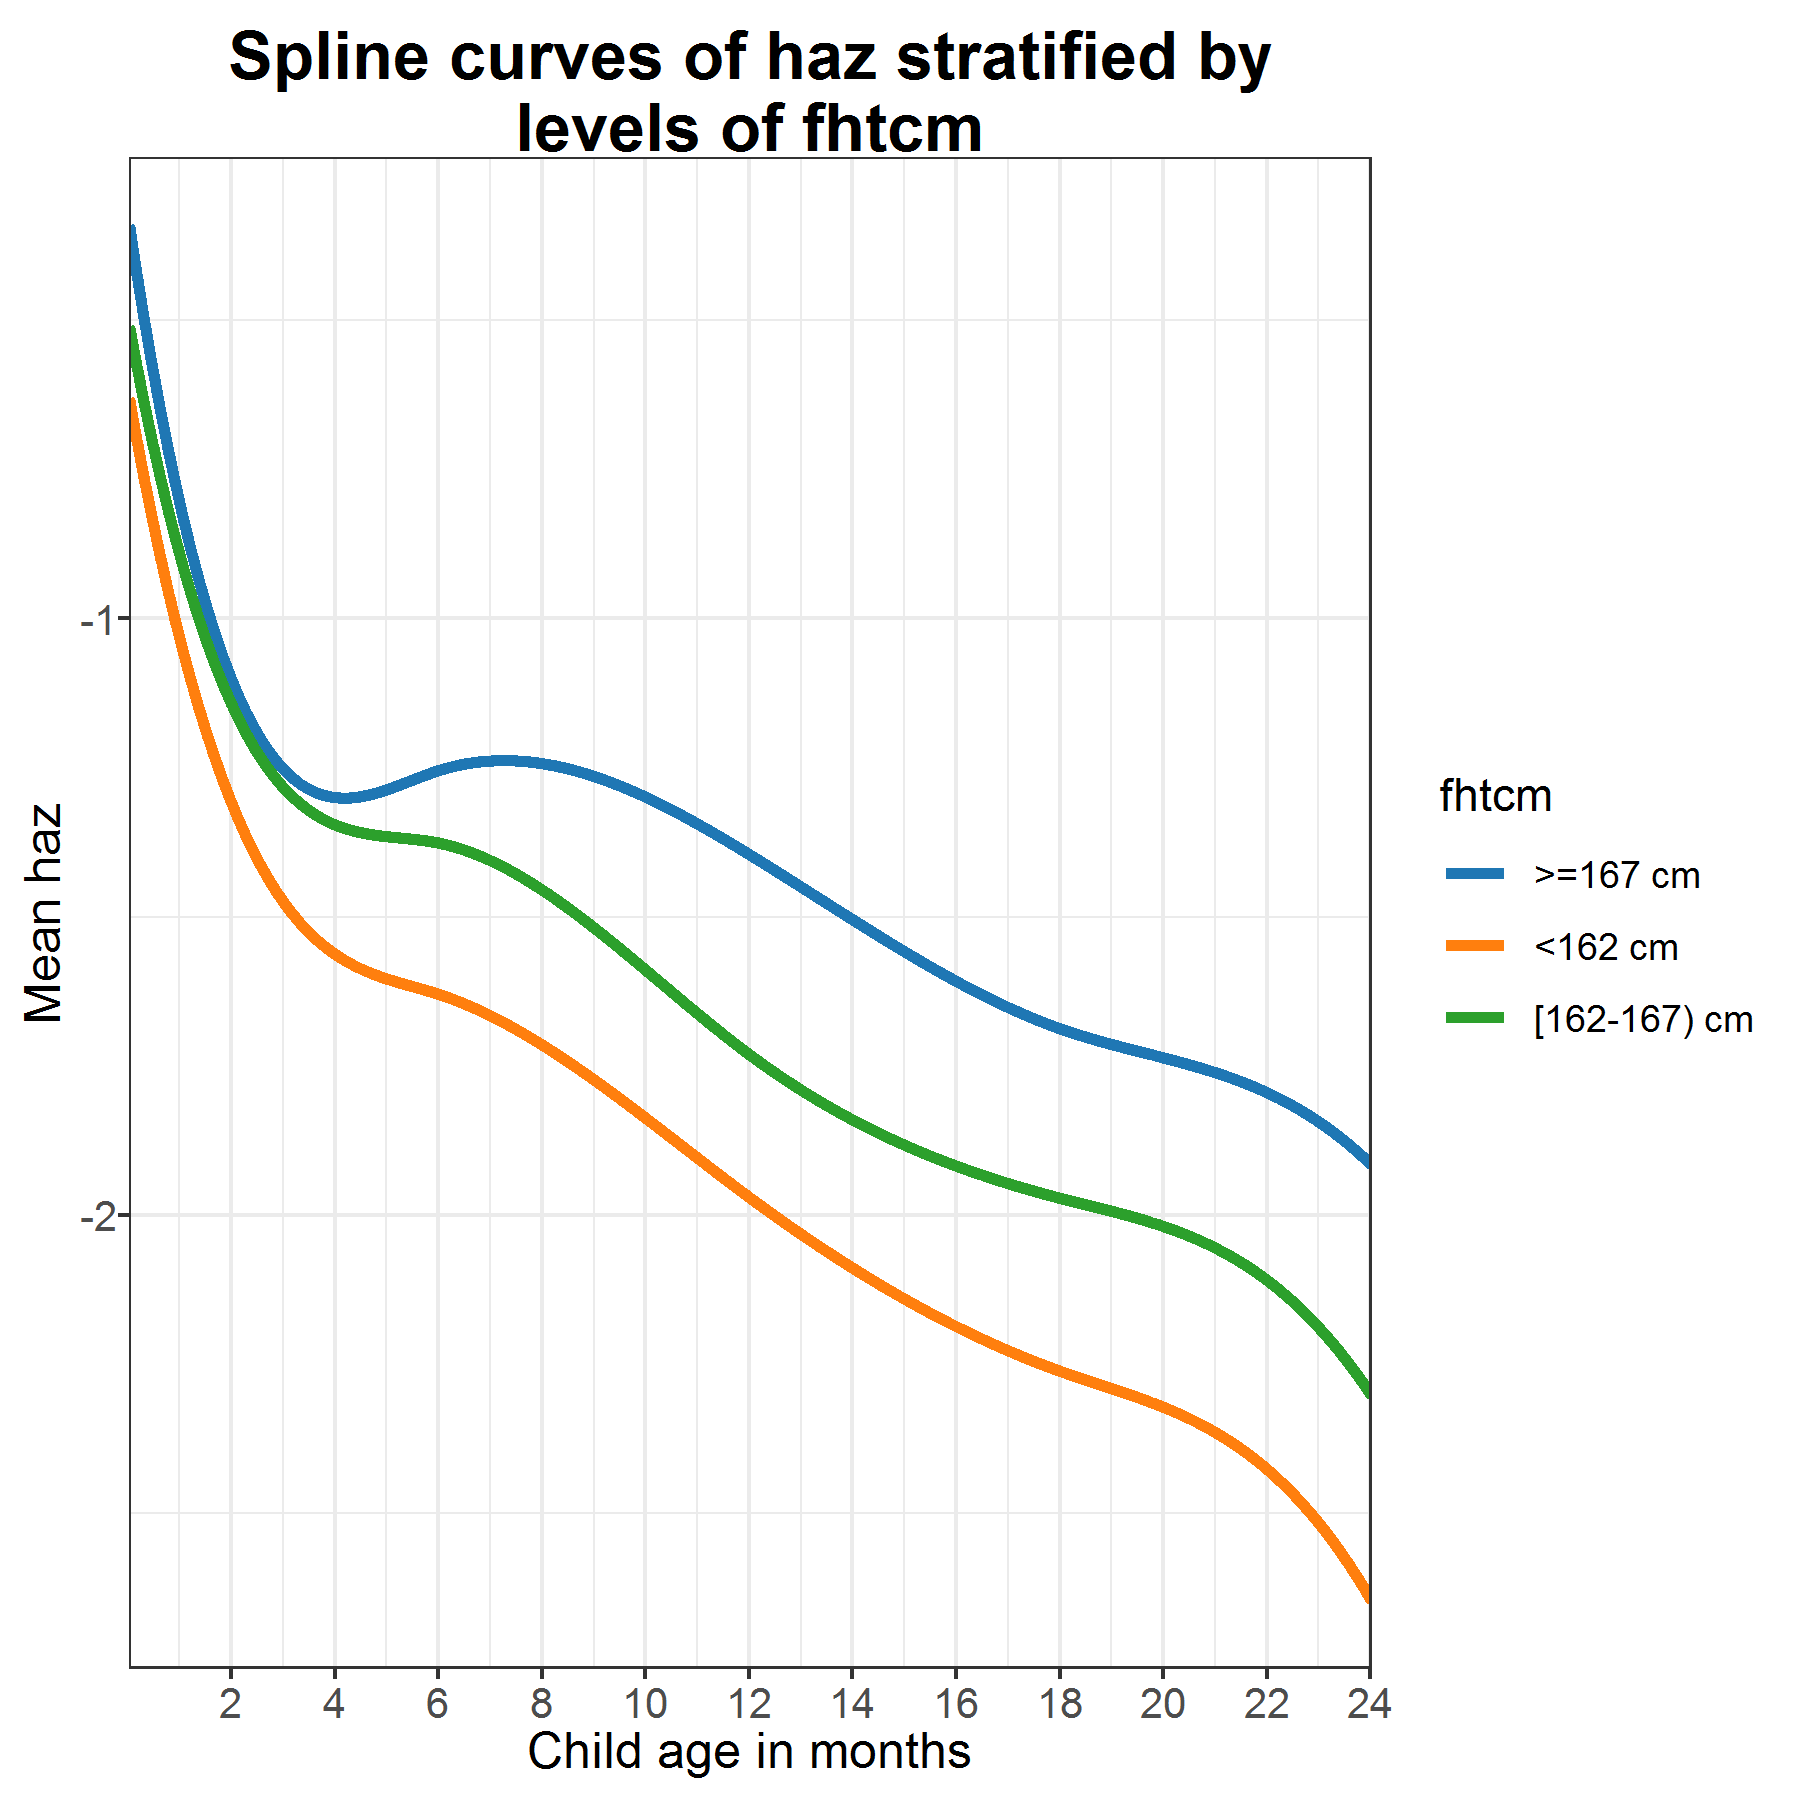 Spline curves of haz stratified by
levels of fhtcm
Mean haz
-1
-2
2 4 6 8 10 12 14 16 18 20 22 24
Child age in months
fhtcm
>=167 cm
<162 cm
[162-167) cm